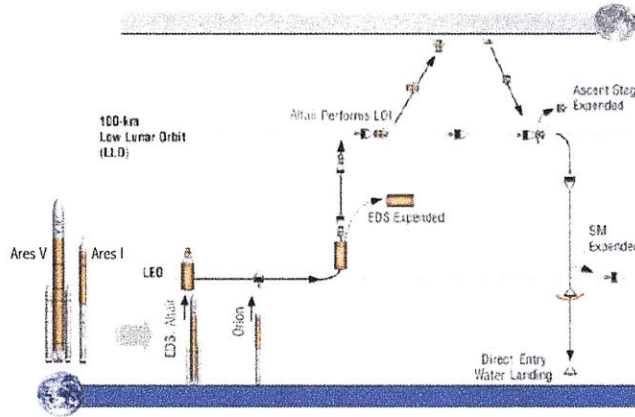 Ascent Stage
Expended
100-km
Low Lunar Orbit
(LLO)
Altair Performs LOI
EDS Expended
SM
Expended
Ares V
Ares I
LEO
EDS, Altair
Orion
Direct Entry
Water Landing